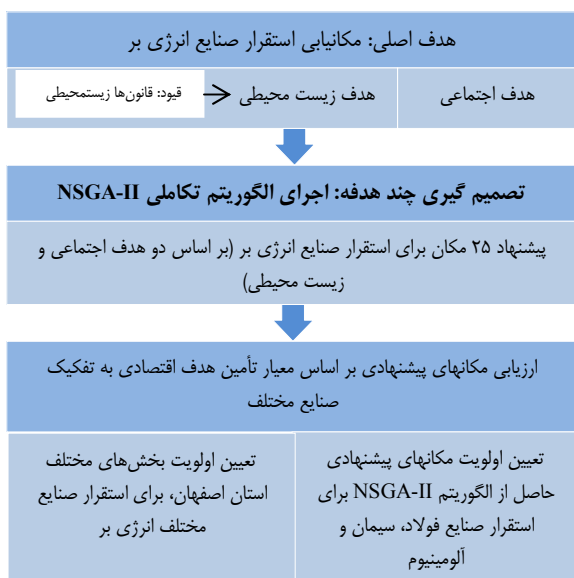 هدف اصلی: مکانیابی استقرار صنایع انرژی بر
هدف اجتماعی
هدف زیست محیطی
قیود: قانون‌ها زیستمحیطی
تصمیم گیری چند هدفه: اجرای الگوریتم تکاملی NSGA-II
پیشنهاد ۲۵ مکان برای استقرار صنایع انرژی بر (بر اساس دو هدف اجتماعی و
زیست محیطی)
ارزیابی مکانهای پیشنهادی بر اساس معیار تأمین هدف اقتصادی به تفکیک
صنایع مختلف
تعیین اولویت مکانهای پیشنهادی
حاصل از الگوریتم NSGA-II برای
استقرار صنایع فولاد، سیمان و
آلومینیوم
تعیین اولویت بخش‌های مختلف
استان اصفهان، برای استقرار صنایع
مختلف انرژی بر